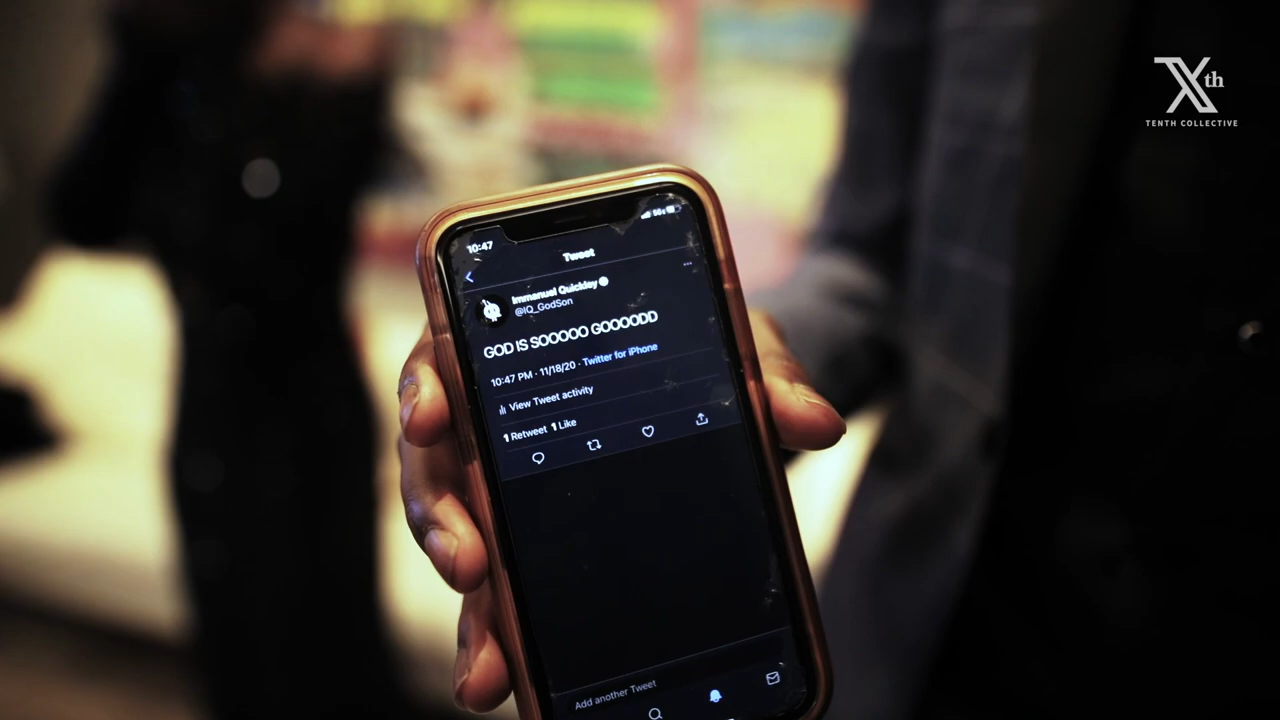 Xth
TENTH COLLECTIVE
10:47
Tweet
Immanuel Quickley
@IQ_GodSon
GOD IS SOOOOO GOOOODD
10:47 PM · 11/18/20 · Twitter for iPhone
View Tweet activity
1 Retweet 1 Like
Add another Tweet